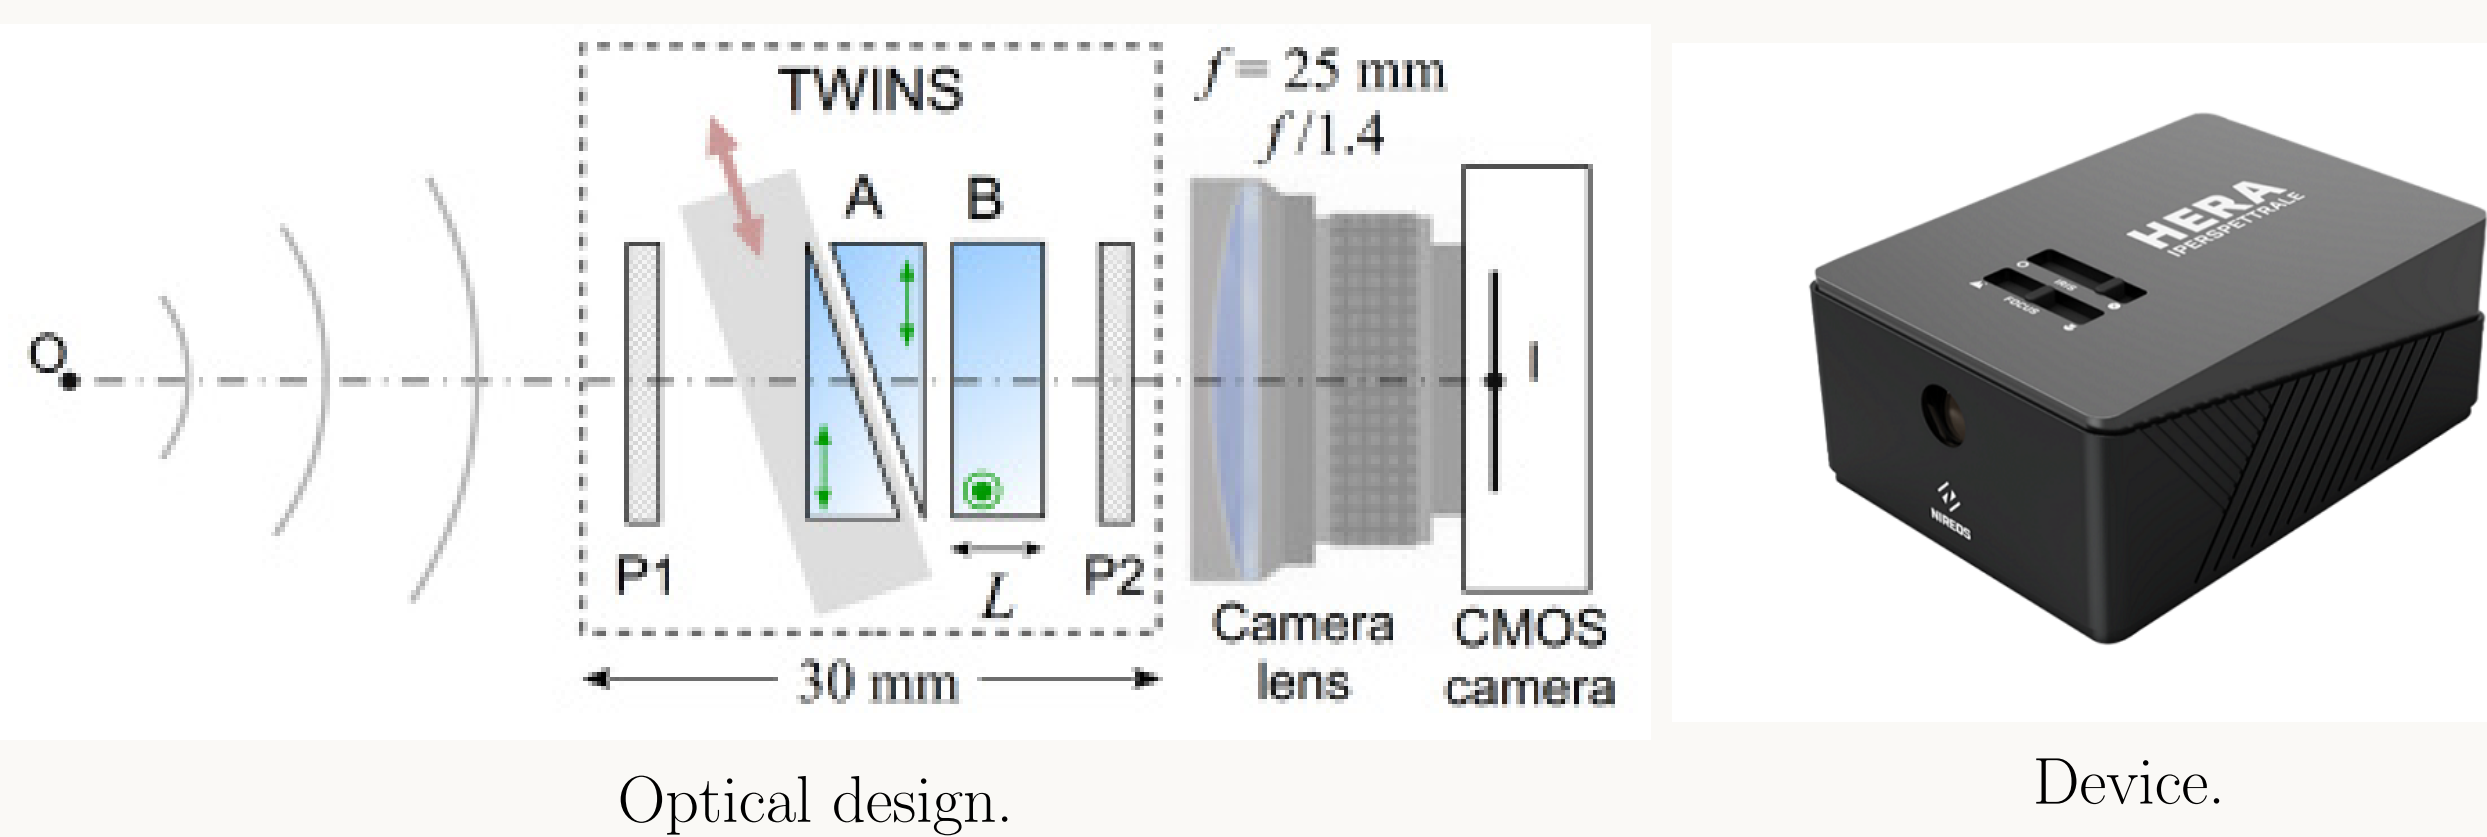 TWINS
f = 25 mm
f/1.4
A
B
O
P1
L
P2
I
30 mm
Camera
lens
CMOS
camera
Optical design.
HERA
IPERSPETTRALE
IRIS
FOCUS
NIREOS
Device.